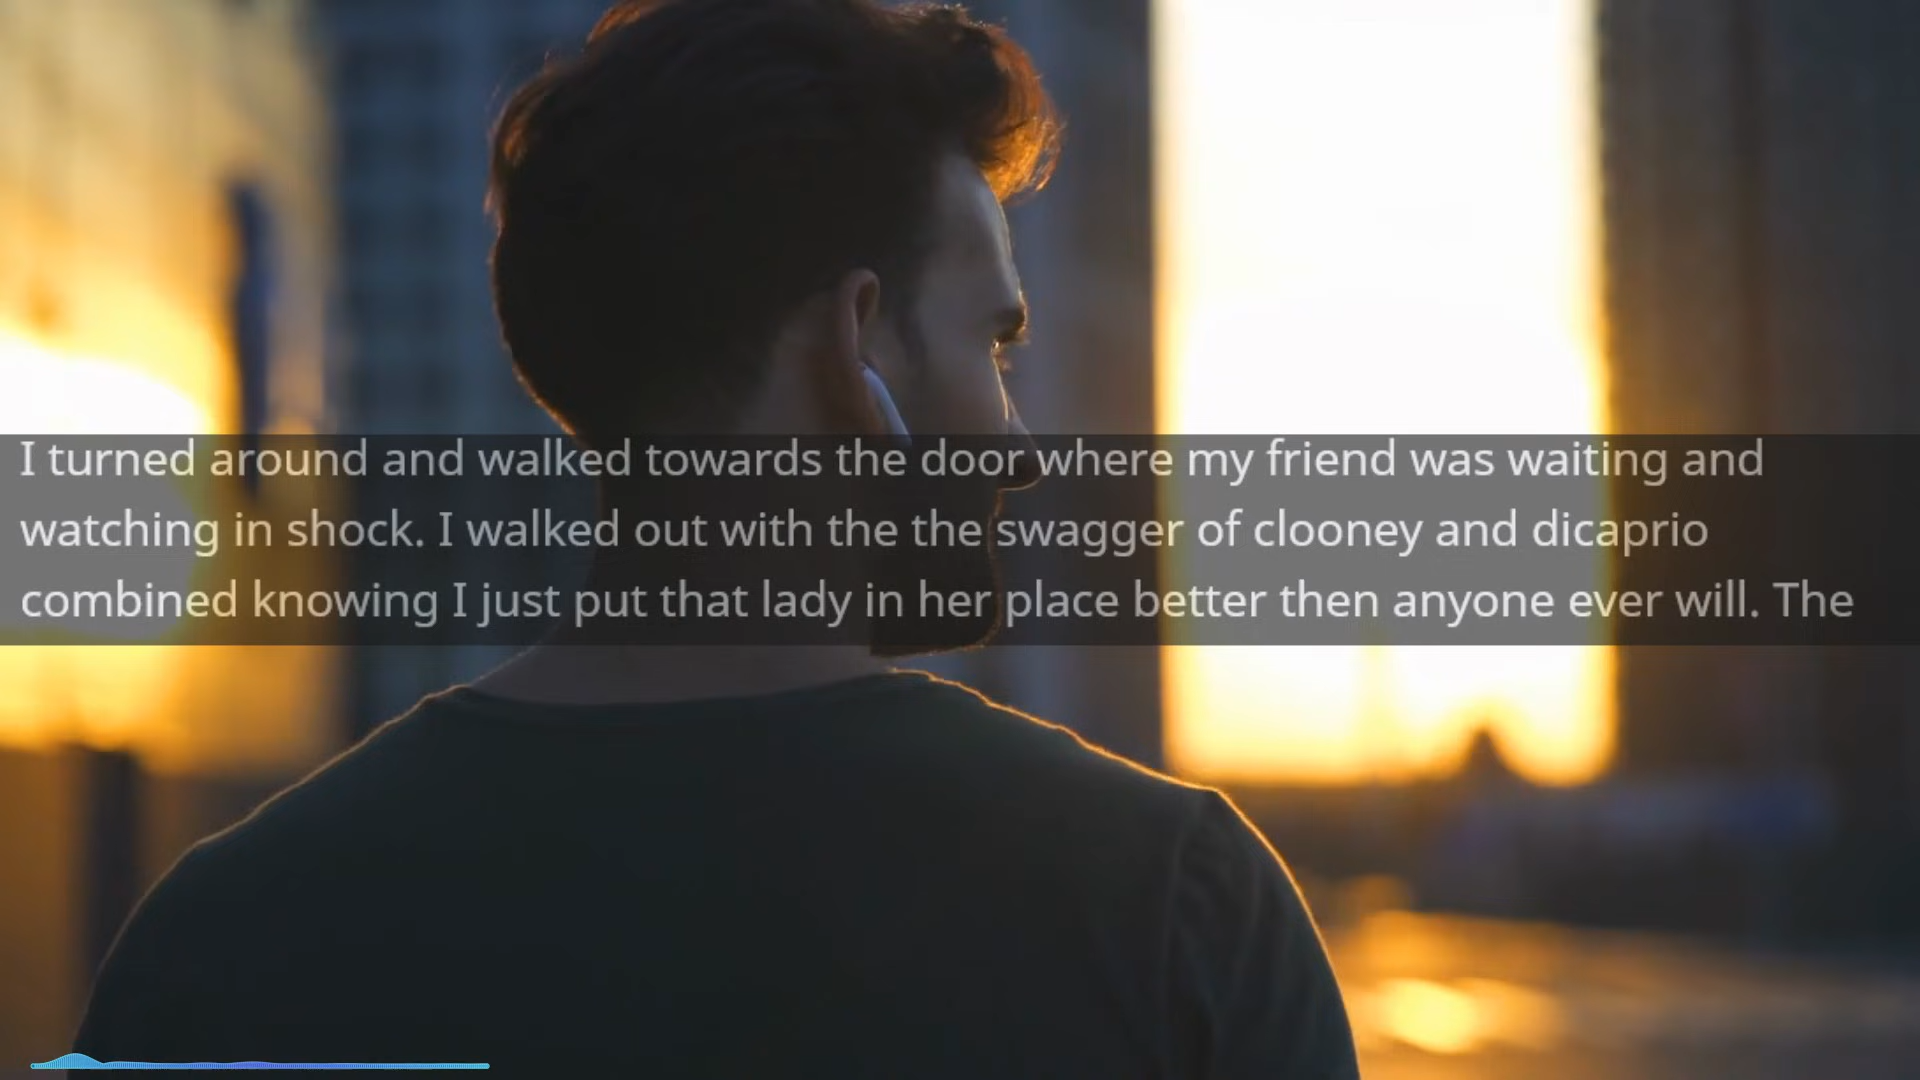 I turned around and walked towards the door where my friend was waiting and
watching in shock. I walked out with the the swagger of clooney and dicaprio
combined knowing I just put that lady in her place better then anyone ever will. The